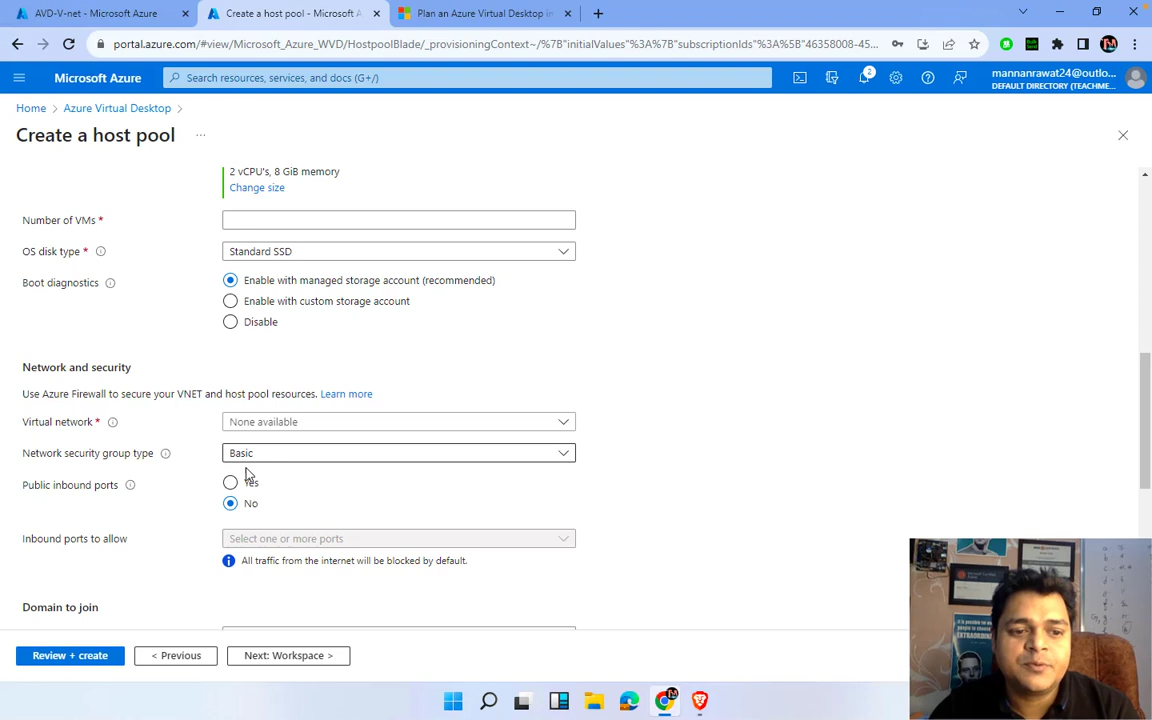 AVD-V-net - Microsoft Azure
Create a host pool - Microsoft A
Plan an Azure Virtual Desktop in
portal.azure.com/#view/Microsoft_Azure_WVD/HostpoolBlade/_provisioningContext~/%7B"initialValues"%3A%7B"subscriptionIds"%3A%5B"46358008-45...
Microsoft Azure
Search resources, services, and docs (G+/)
2
mannanrawat24@outlo...
DEFAULT DIRECTORY (TEACHME...
Home > Azure Virtual Desktop >
Create a host pool
...
2 vCPU's, 8 GiB memory
Change size
Number of VMs *
OS disk type * Standard SSD
Boot diagnostics Enable with managed storage account (recommended)
Enable with custom storage account
Disable
Network and security
Use Azure Firewall to secure your VNET and host pool resources. Learn more
Virtual network * None available
Network security group type Basic
Public inbound ports Yes
No
Inbound ports to allow Select one or more ports
All traffic from the internet will be blocked by default.
Domain to join
Review + create < Previous Next: Workspace >